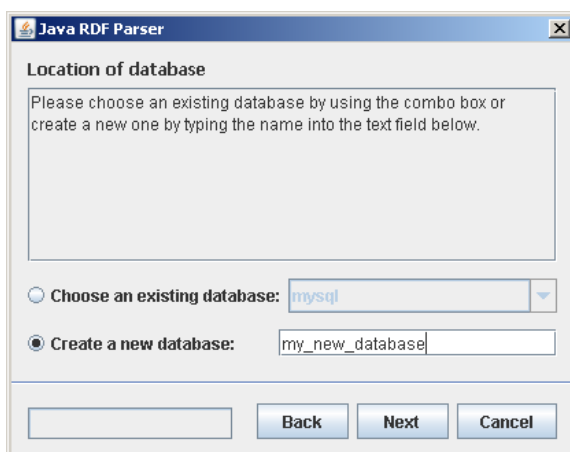 Java RDF Parser
Location of database
Please choose an existing database by using the combo box or
create a new one by typing the name into the text field below.
Choose an existing database: mysql
Create a new database: my_new_database
Back Next Cancel